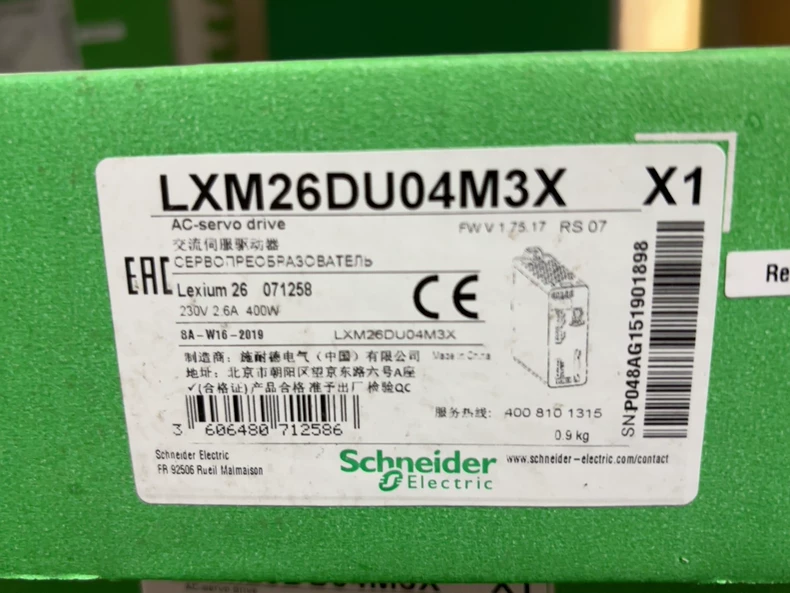 LXM26DU04M3X X1
AC-servo drive
FW V 1.75.17 RS 07
交流伺服驱动器
СЕРВОПРЕОБРАЗОВАТЕЛЬ
EAC
Lexium 26 071258
CE
230V 2.6A 400W
8A-W16-2019 LXM26DU04M3X
制造商：施耐德电气（中国）有限公司 Made in China
地址：北京市朝阳区望京东路六号A座
✓(合格证)产品合格 准予出厂 检验QC
服务热线: 400 810 1315
3 606480 712586
0.9 kg
SN P048AG151901898
Schneider Electric
FR 92506 Rueil Malmaison
Schneider
Electric
www.schneider-electric.com/contact
Re
AC-servo drive